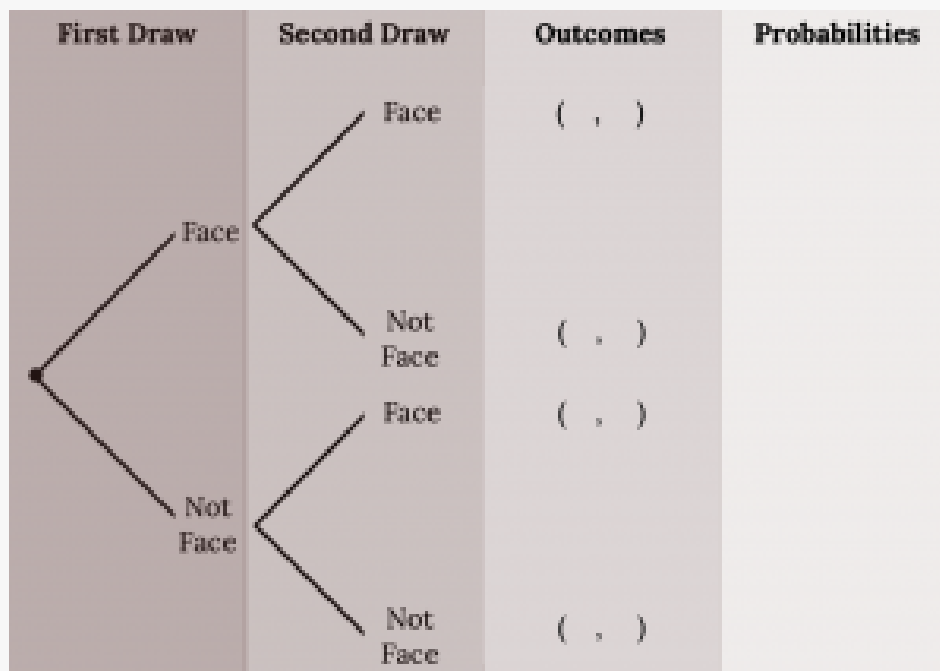 First Draw Second Draw Outcomes Probabilities
Face ( , )
Face
Not
Face
( , )
Face ( , )
Not
Face
Not
Face
( , )